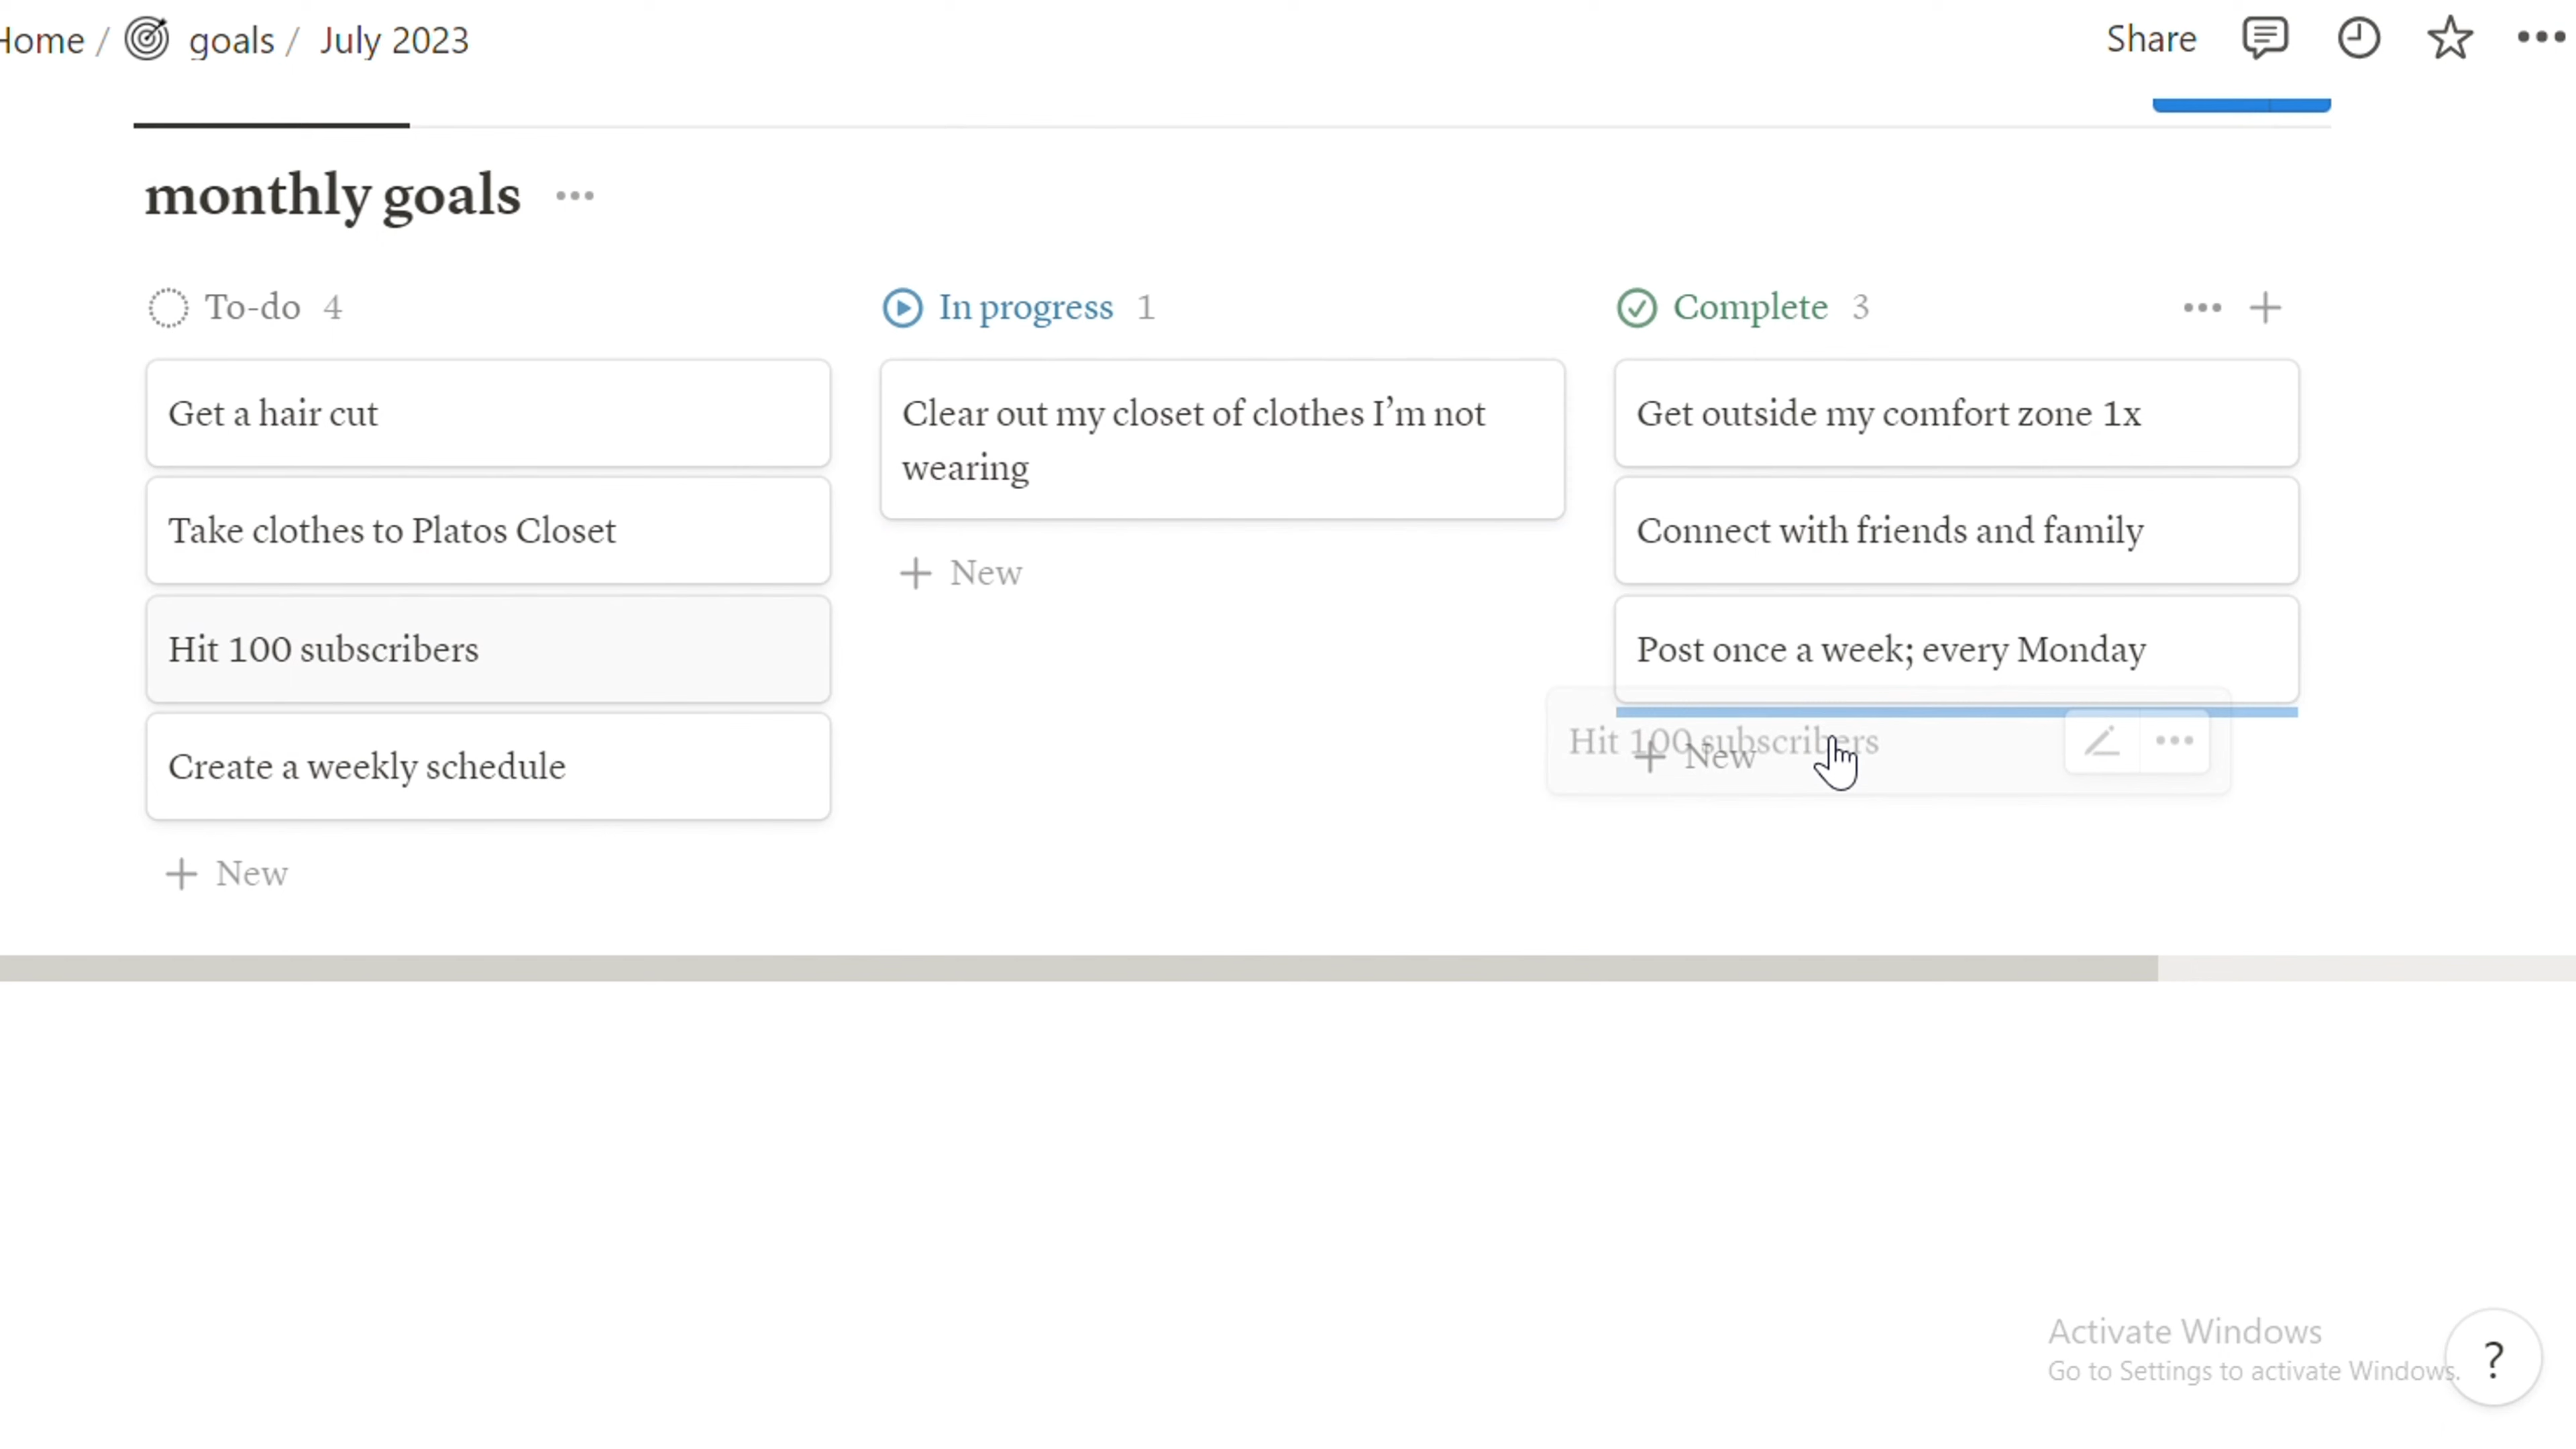 Home / goals / July 2023
Share
monthly goals
To-do 4
Get a hair cut
Take clothes to Platos Closet
Hit 100 subscribers
Create a weekly schedule
+ New
In progress 1
Clear out my closet of clothes I'm not
wearing
+ New
Complete 3
Get outside my comfort zone 1x
Connect with friends and family
Post once a week; every Monday
Hit 100 subscribers
+ New
Activate Windows
Go to Settings to activate Windows.
?